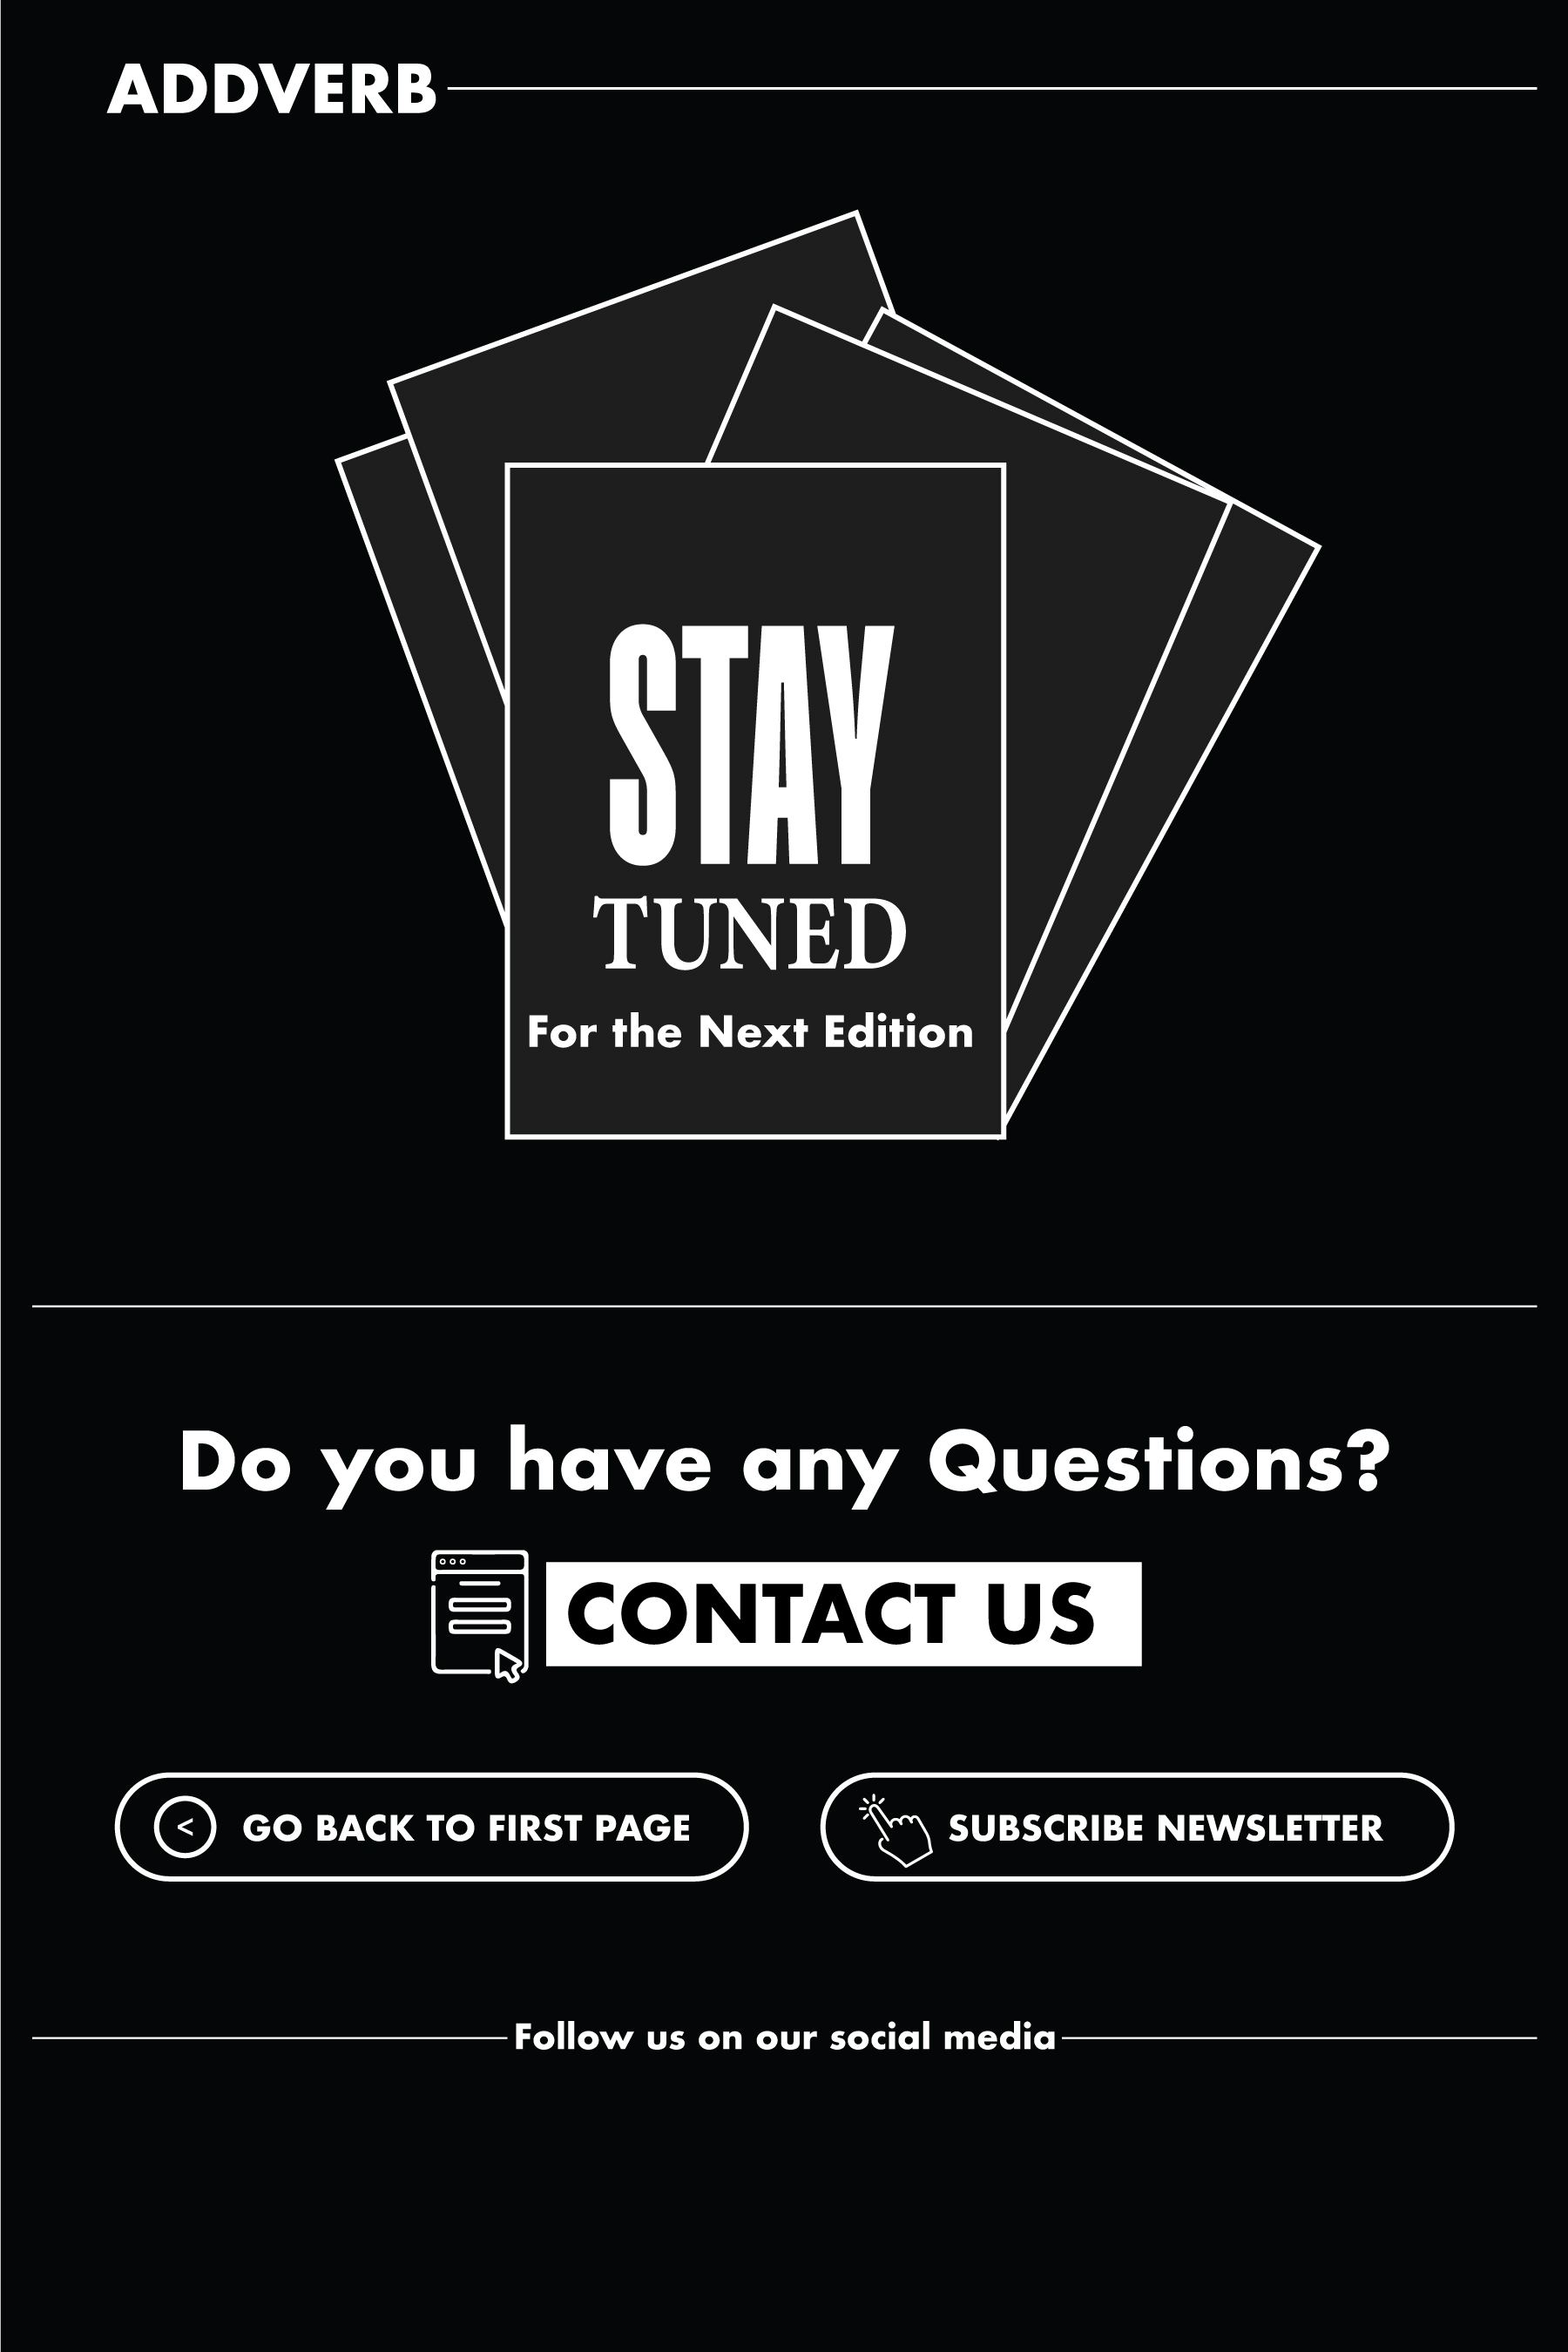 ADDVERB
STAY
TUNED
For the Next Edition
Do you have any Questions?
CONTACT US
< GO BACK TO FIRST PAGE
SUBSCRIBE NEWSLETTER
Follow us on our social media